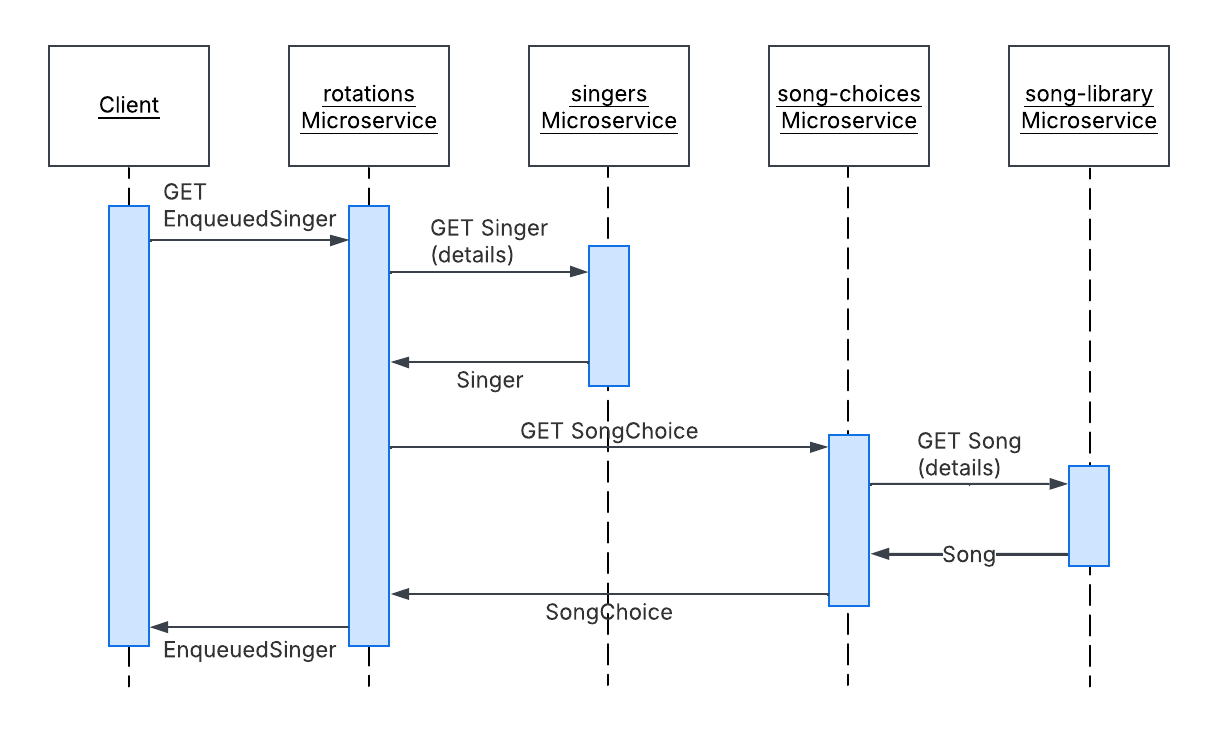 Client
rotations
Microservice
singers
Microservice
song-choices
Microservice
song-library
Microservice
GET
EnqueuedSinger
GET Singer
(details)
Singer
GET SongChoice
GET Song
(details)
Song
SongChoice
EnqueuedSinger